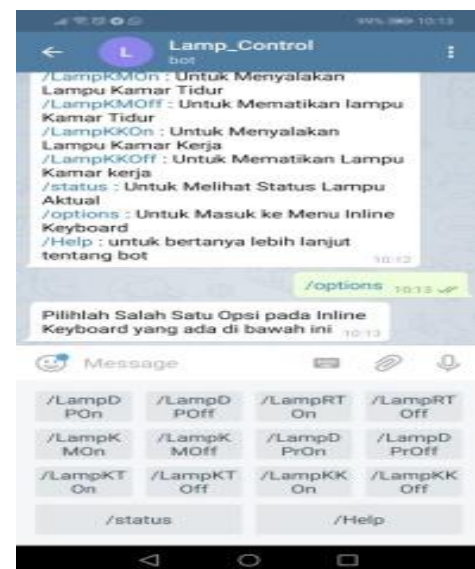 10:13
L
Lamp_Control
bot
/LampKMOn : Untuk Menyalakan
Lampu Kamar Tidur
/LampKMOff : Untuk Mematikan lampu
Kamar Tidur
/LampKKOn : Untuk Menyalakan
Lampu Kamar Kerja
/LampKKOff : Untuk Mematikan Lampu
Kamar kerja
/status : Untuk Melihat Status Lampu
Aktual
/options : Untuk Masuk ke Menu Inline
Keyboard
/Help : untuk bertanya lebih lanjut
tentang bot
10:12
/options 10:13
Pilihlah Salah Satu Opsi pada Inline
Keyboard yang ada di bawah ini 10:13
Message
/LampD /LampD /LampRT /LampRT
POn POff On Off
/LampK /LampK /LampD /LampD
MOn MOff PrOn PrOff
/LampKT /LampKT /LampKK /LampKK
On Off On Off
/status /Help